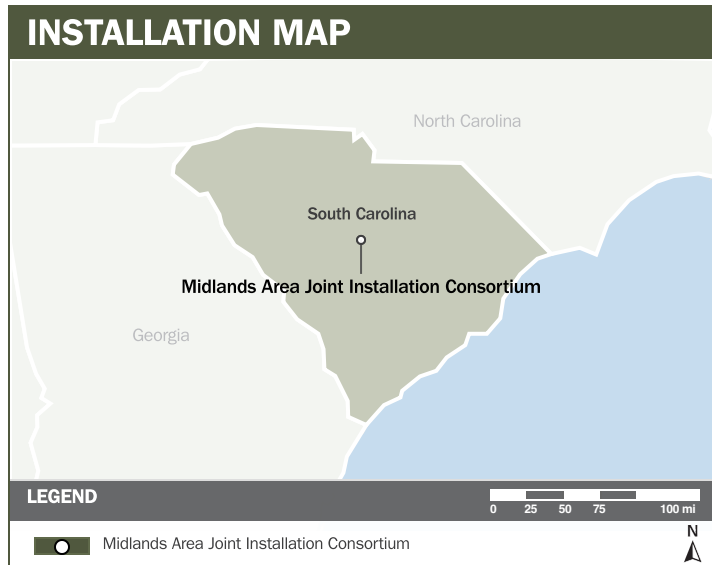 INSTALLATION MAP
North Carolina
South Carolina
Midlands Area Joint Installation Consortium
Georgia
LEGEND
0 25 50 75 100 mi
N
Midlands Area Joint Installation Consortium